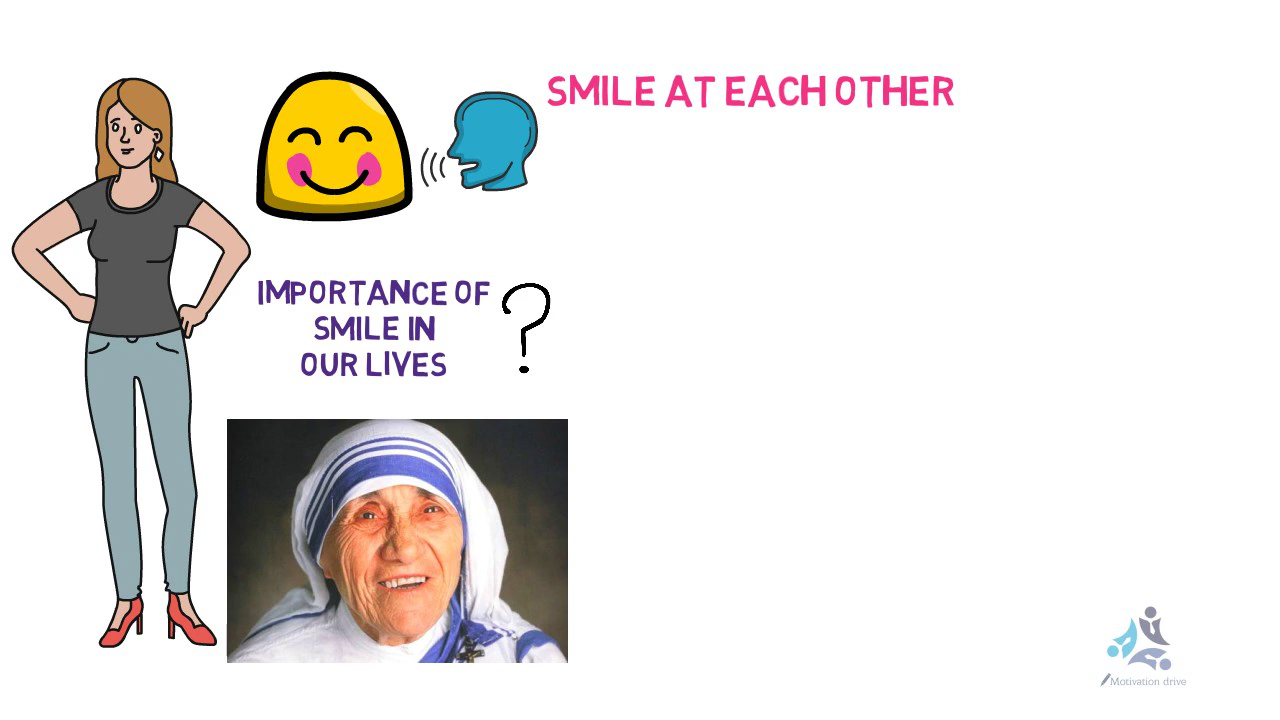 SMILE AT EACH OTHER
IMPORTANCE OF
SMILE IN
OUR LIVES
?
Motivation drive